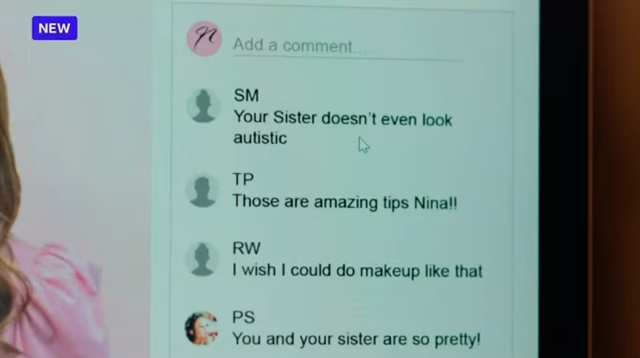 NEW
Add a comment...
SM
Your Sister doesn't even look
autistic
TP
Those are amazing tips Nina!!
RW
I wish I could do makeup like that
PS
You and your sister are so pretty!